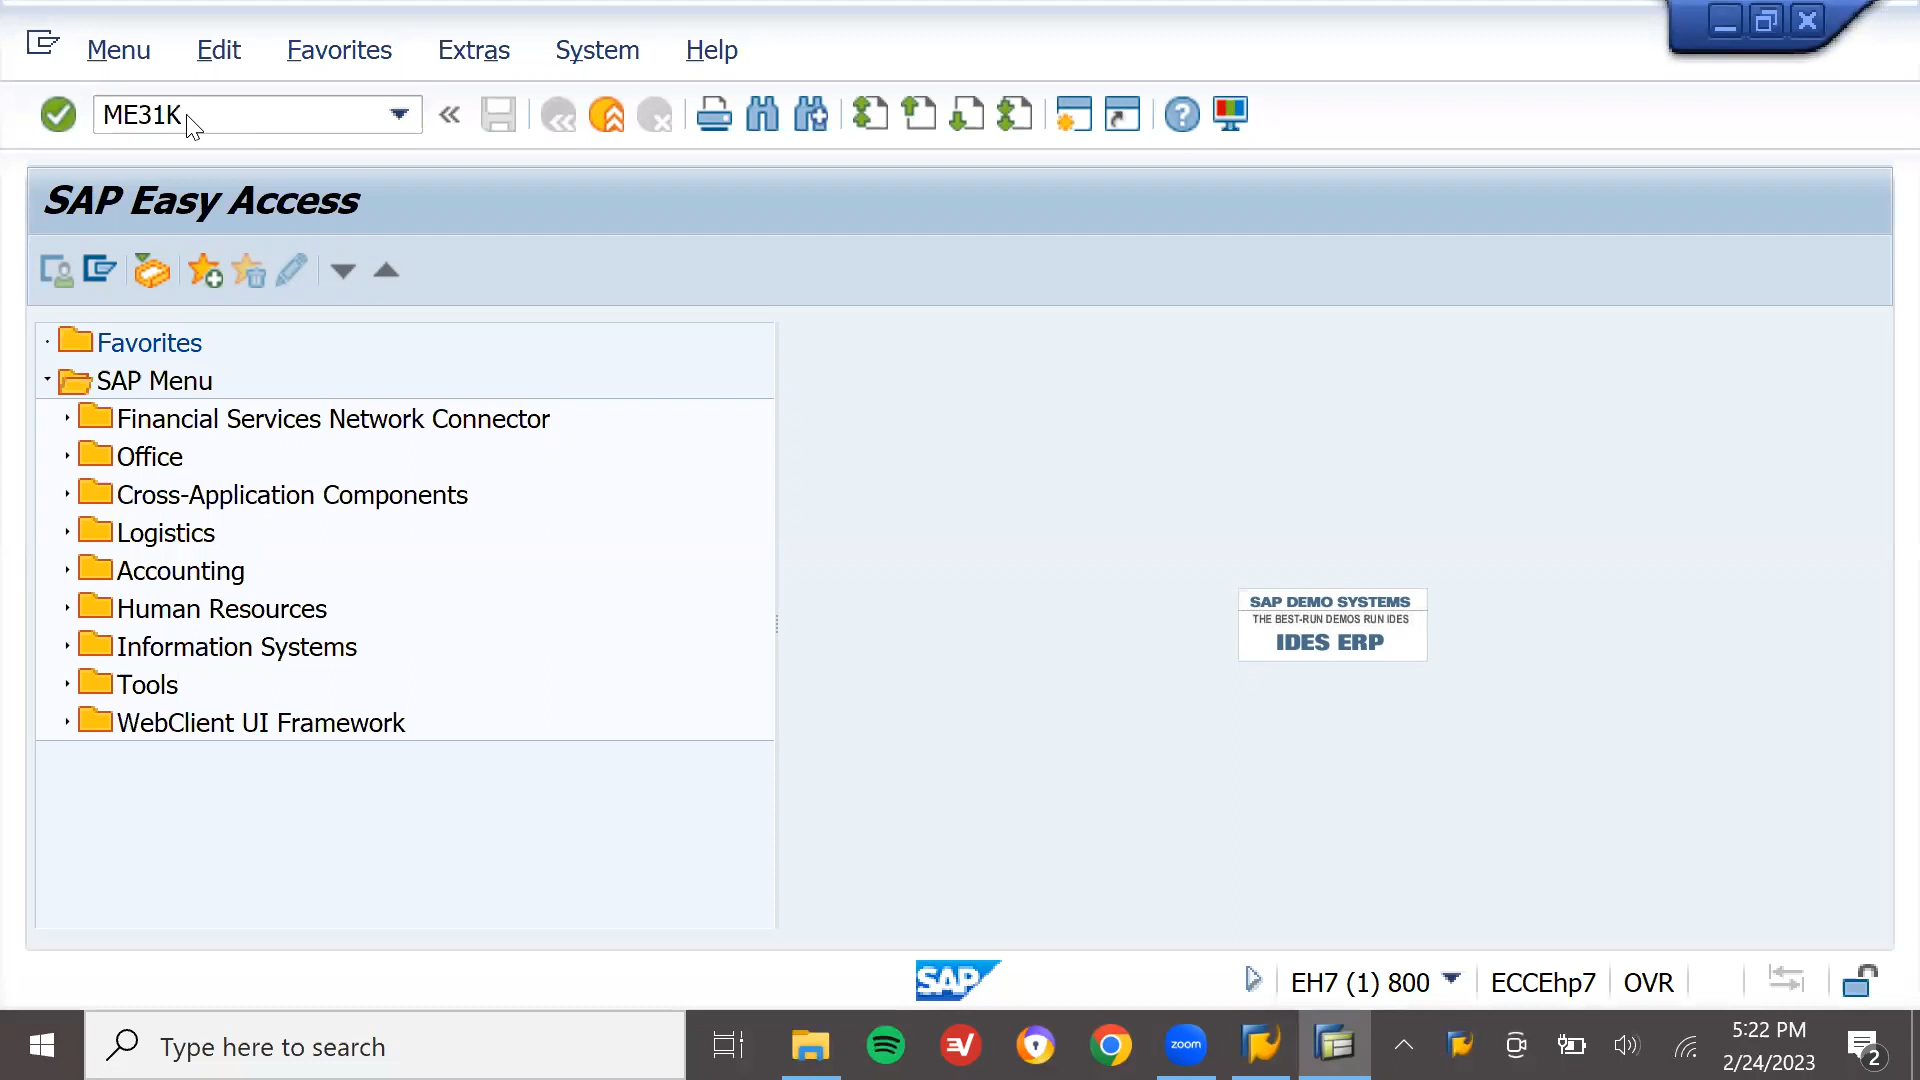 Menu Edit Favorites Extras System Help
ME31K
SAP Easy Access
Favorites
SAP Menu
Financial Services Network Connector
Office
Cross-Application Components
Logistics
Accounting
Human Resources
Information Systems
Tools
WebClient UI Framework
SAP DEMO SYSTEMS
THE BEST-RUN DEMOS RUN IDES
IDES ERP
SAP EH7 (1) 800 ECCEhp7 OVR
Type here to search
zoom
5:22 PM
2/24/2023
2